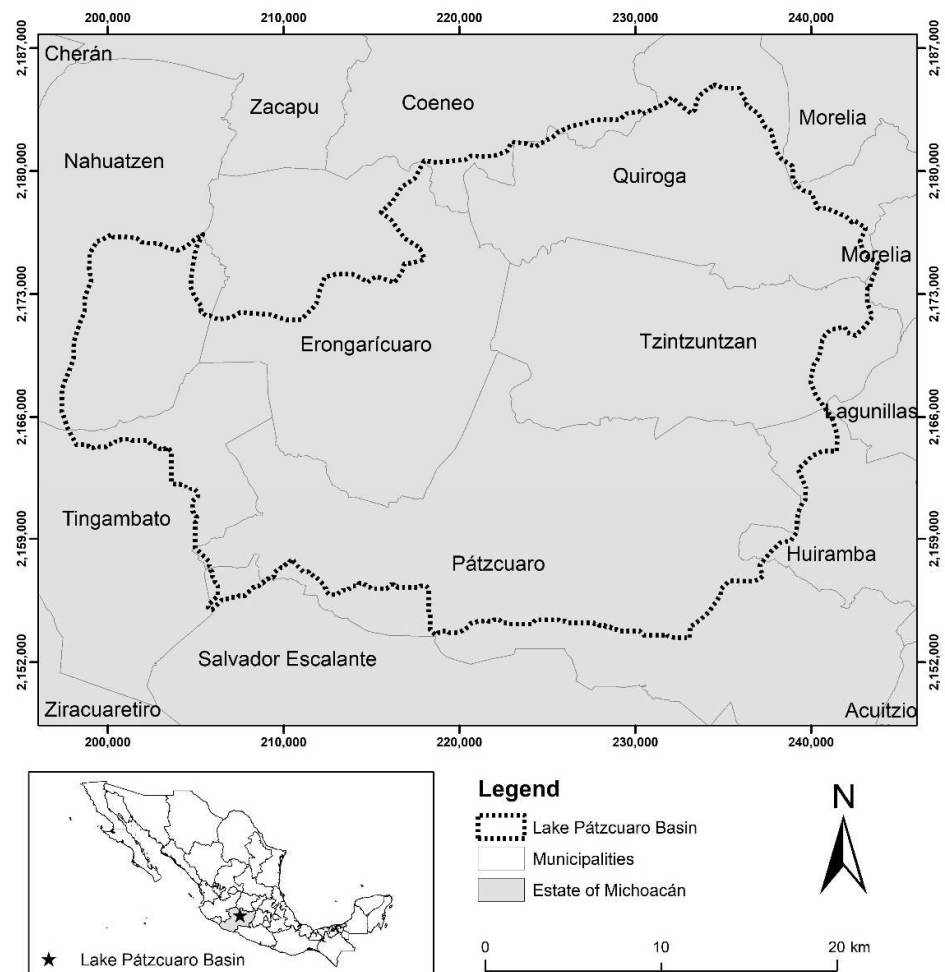 200,000 210,000 220,000 230,000 240,000
2,187,000
2,187,000
Cherán
Zacapu
Coeneo
Morelia
Nahuatzen
2,180,000
2,180,000
Quiroga
Morelia
2,173,000
2,173,000
Erongarícuaro
Tzintzuntzan
Lagunillas
2,166,000
2,166,000
Tingambato
2,159,000
2,159,000
Pátzcuaro
Huiramba
Salvador Escalante
2,152,000
2,152,000
Ziracuaretiro
Acuitzio
200,000 210,000 220,000 230,000 240,000
Lake Pátzcuaro Basin
Legend
Lake Pátzcuaro Basin
Municipalities
Estate of Michoacán
N
0 10 20 km